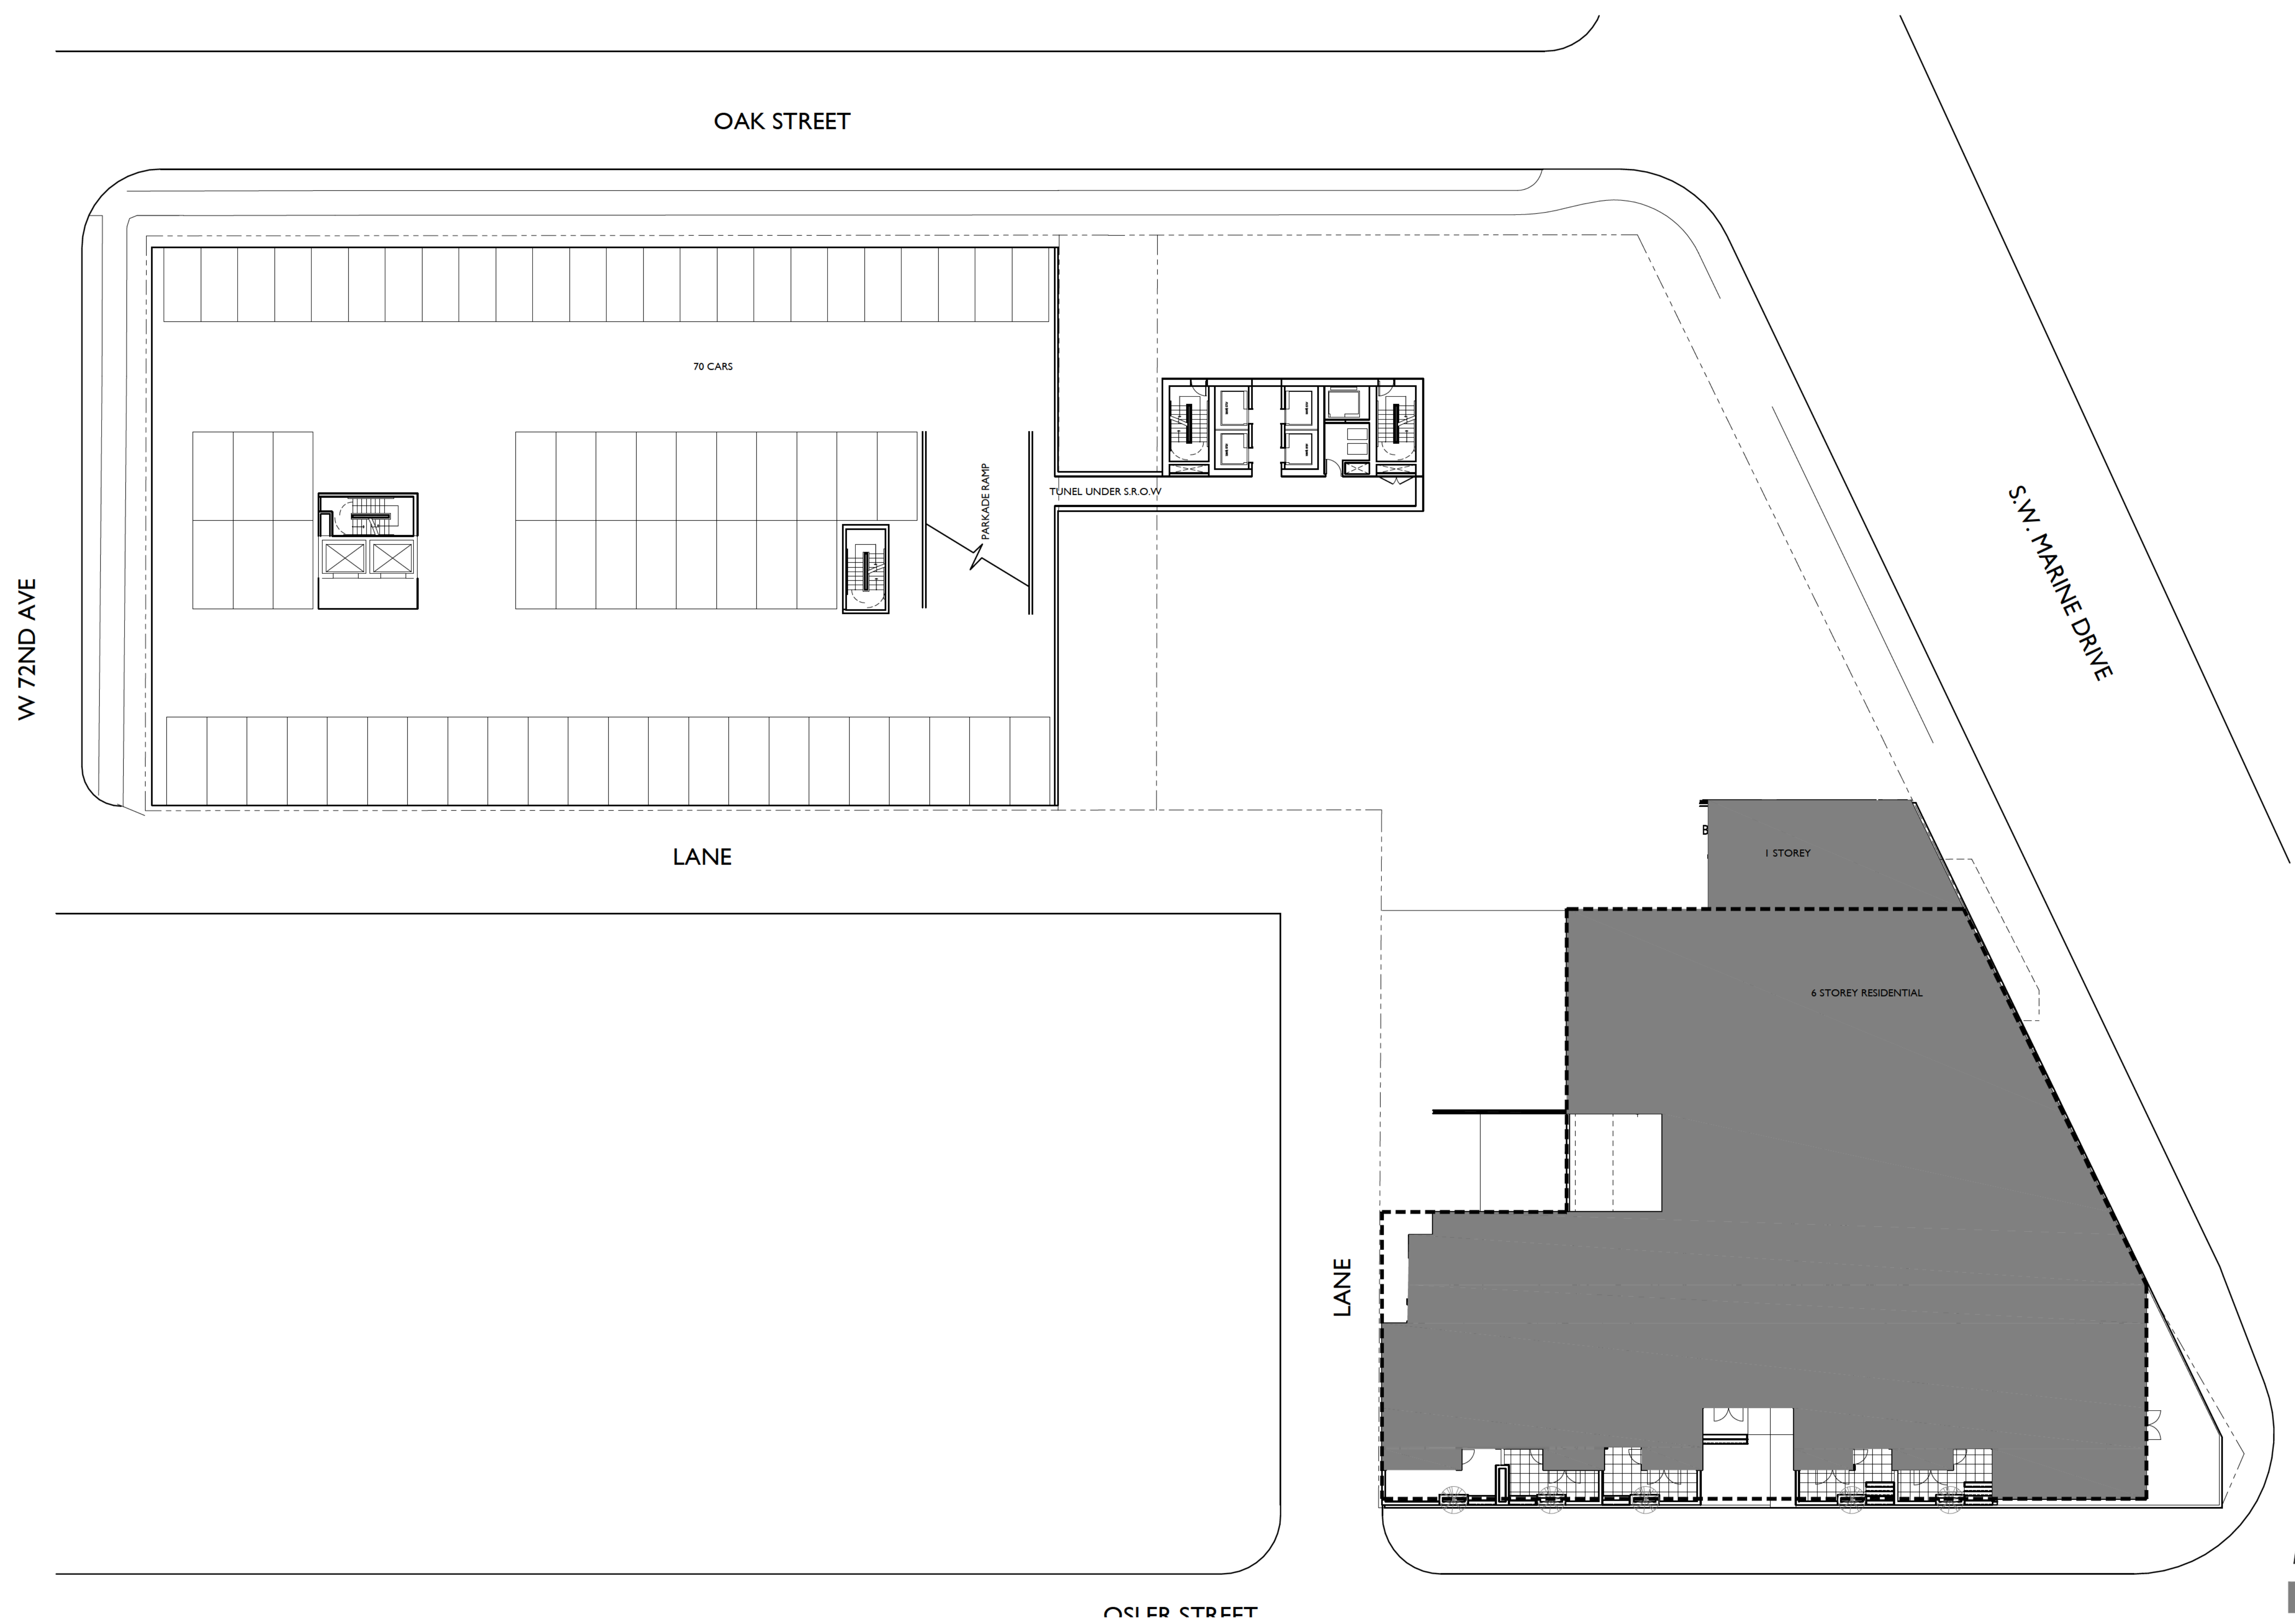 OAK STREET
70 CARS
PARKADE RAMP
TUNEL UNDER S.R.O.W
W 72ND AVE
S.W. MARINE DRIVE
LANE
B
1 STOREY
6 STOREY RESIDENTIAL
LANE
OSLER STREET